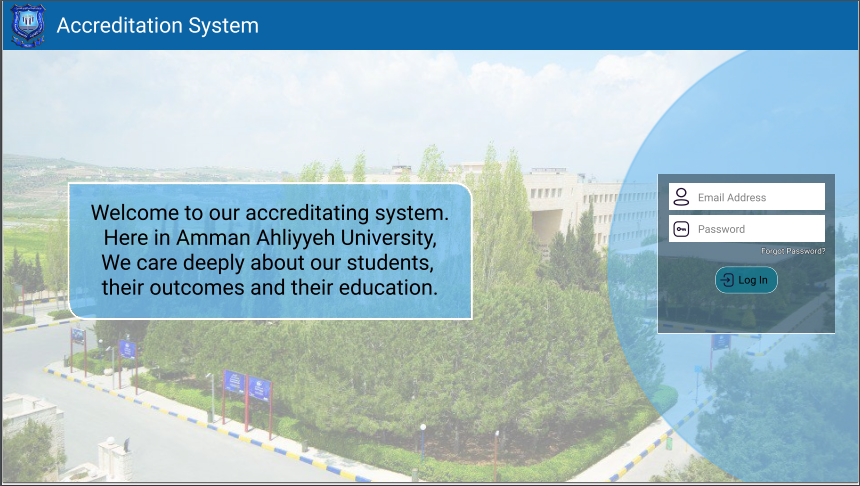 Accreditation System
Welcome to our accreditating system.
Here in Amman Ahliyyeh University,
We care deeply about our students,
their outcomes and their education.
Email Address
Password
Forgot Password?
Log In